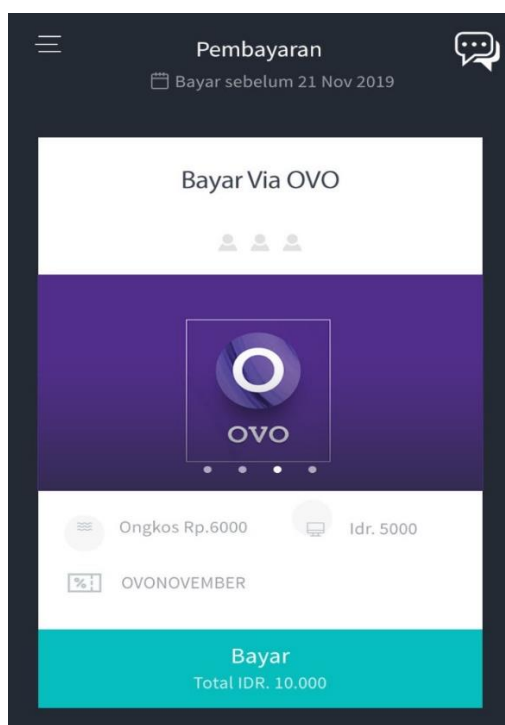 Pembayaran
Bayar sebelum 21 Nov 2019
Bayar Via OVO
O
OVO
Ongkos Rp.6000
Idr. 5000
%
OVONOVEMBER
Bayar
Total IDR. 10.000